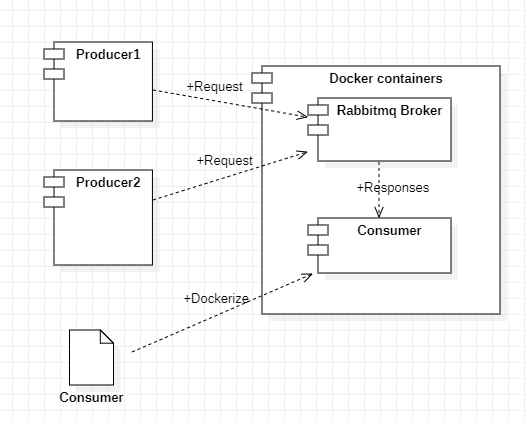 Producer1
Docker containers
+Request
Rabbitmq Broker
+Request
Producer2
+Responses
Consumer
+Dockerize
Consumer